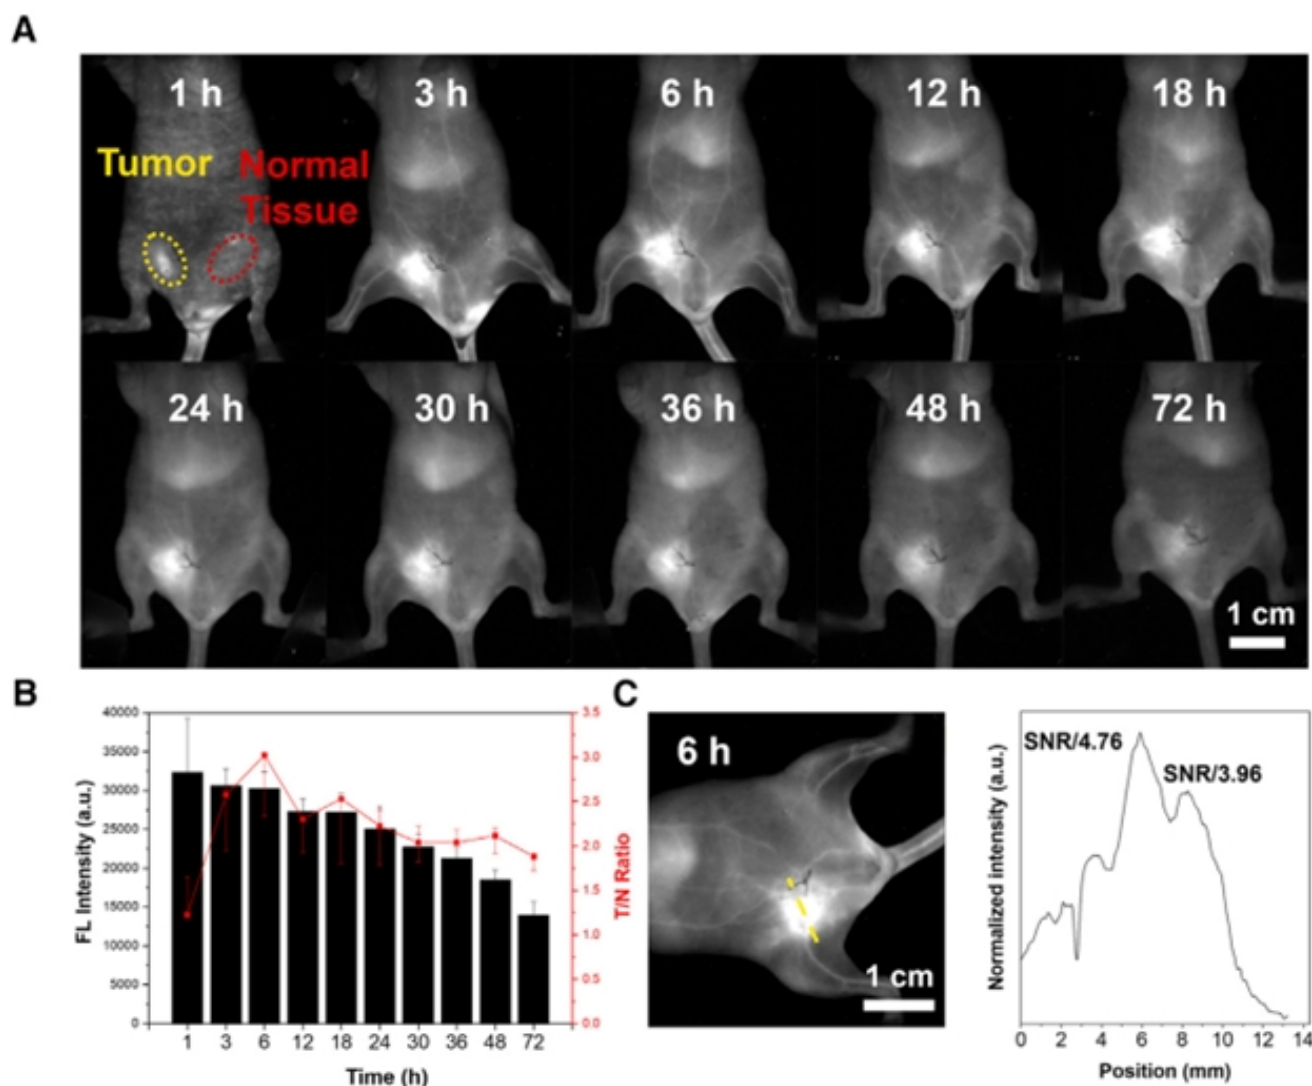 A
1 h
3 h
6 h
12 h
18 h
Tumor
Normal
Tissue
24 h
30 h
36 h
48 h
72 h
1 cm
B
40000
35000
30000
25000
20000
15000
10000
5000
0
FL Intensity (a.u.)
3.5
3.0
2.5
2.0
1.5
1.0
0.5
0.0
T/N Ratio
1 3 6 12 18 24 30 36 48 72
Time (h)
C
6 h
1 cm
SNR/4.76
SNR/3.96
Normalized intensity (a.u.)
0 2 4 6 8 10 12 14
Position (mm)